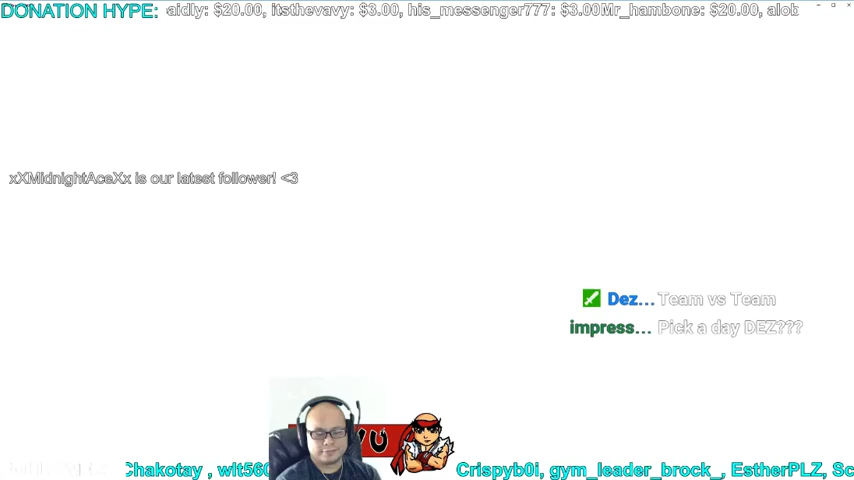 DONATION HYPE: aidly: $20.00, itsthevavy: $3.00, his_messenger777: $3.00Mr_hambone: $20.00, alob
xXMidnightAceXx is our latest follower! <3
Dez... Team vs Team
impress... Pick a day DEZ???
Chakotay , wlt560
Crispyb0i, gym_leader_brock_, EstherPLZ, Sc